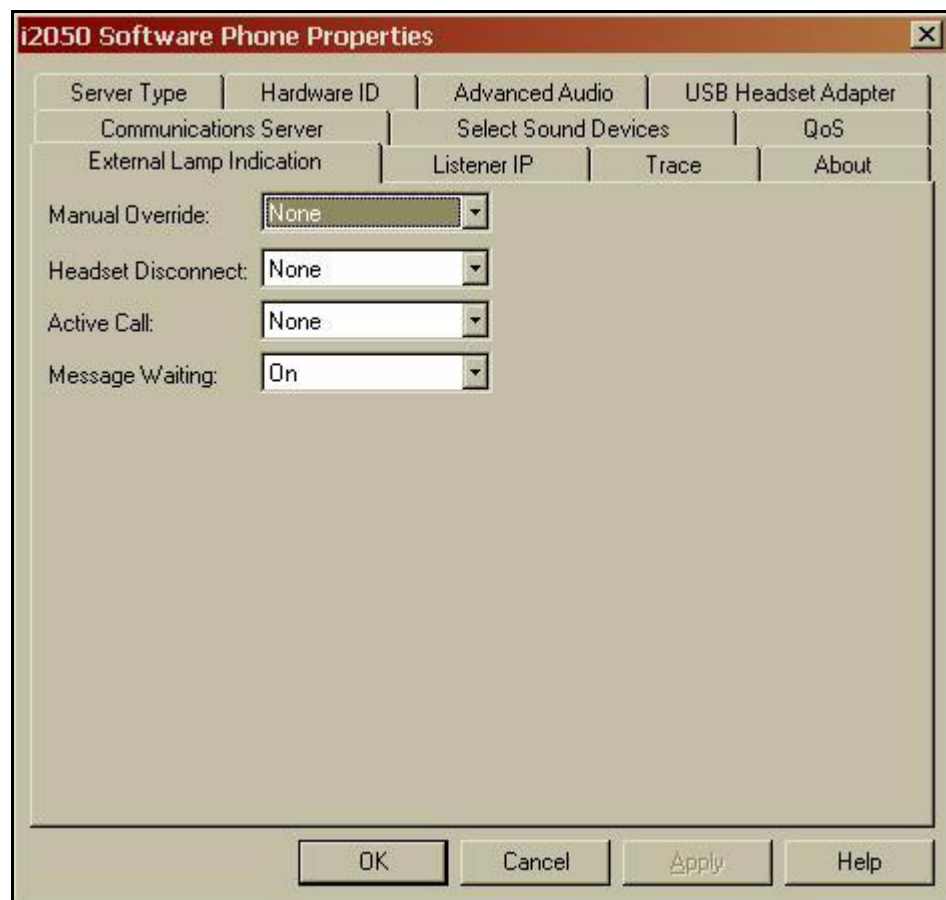 i2050 Software Phone Properties
Server Type Hardware ID Advanced Audio USB Headset Adapter
Communications Server Select Sound Devices QoS
External Lamp Indication Listener IP Trace About
Manual Override: None
Headset Disconnect: None
Active Call: None
Message Waiting: On
OK Cancel Apply Help